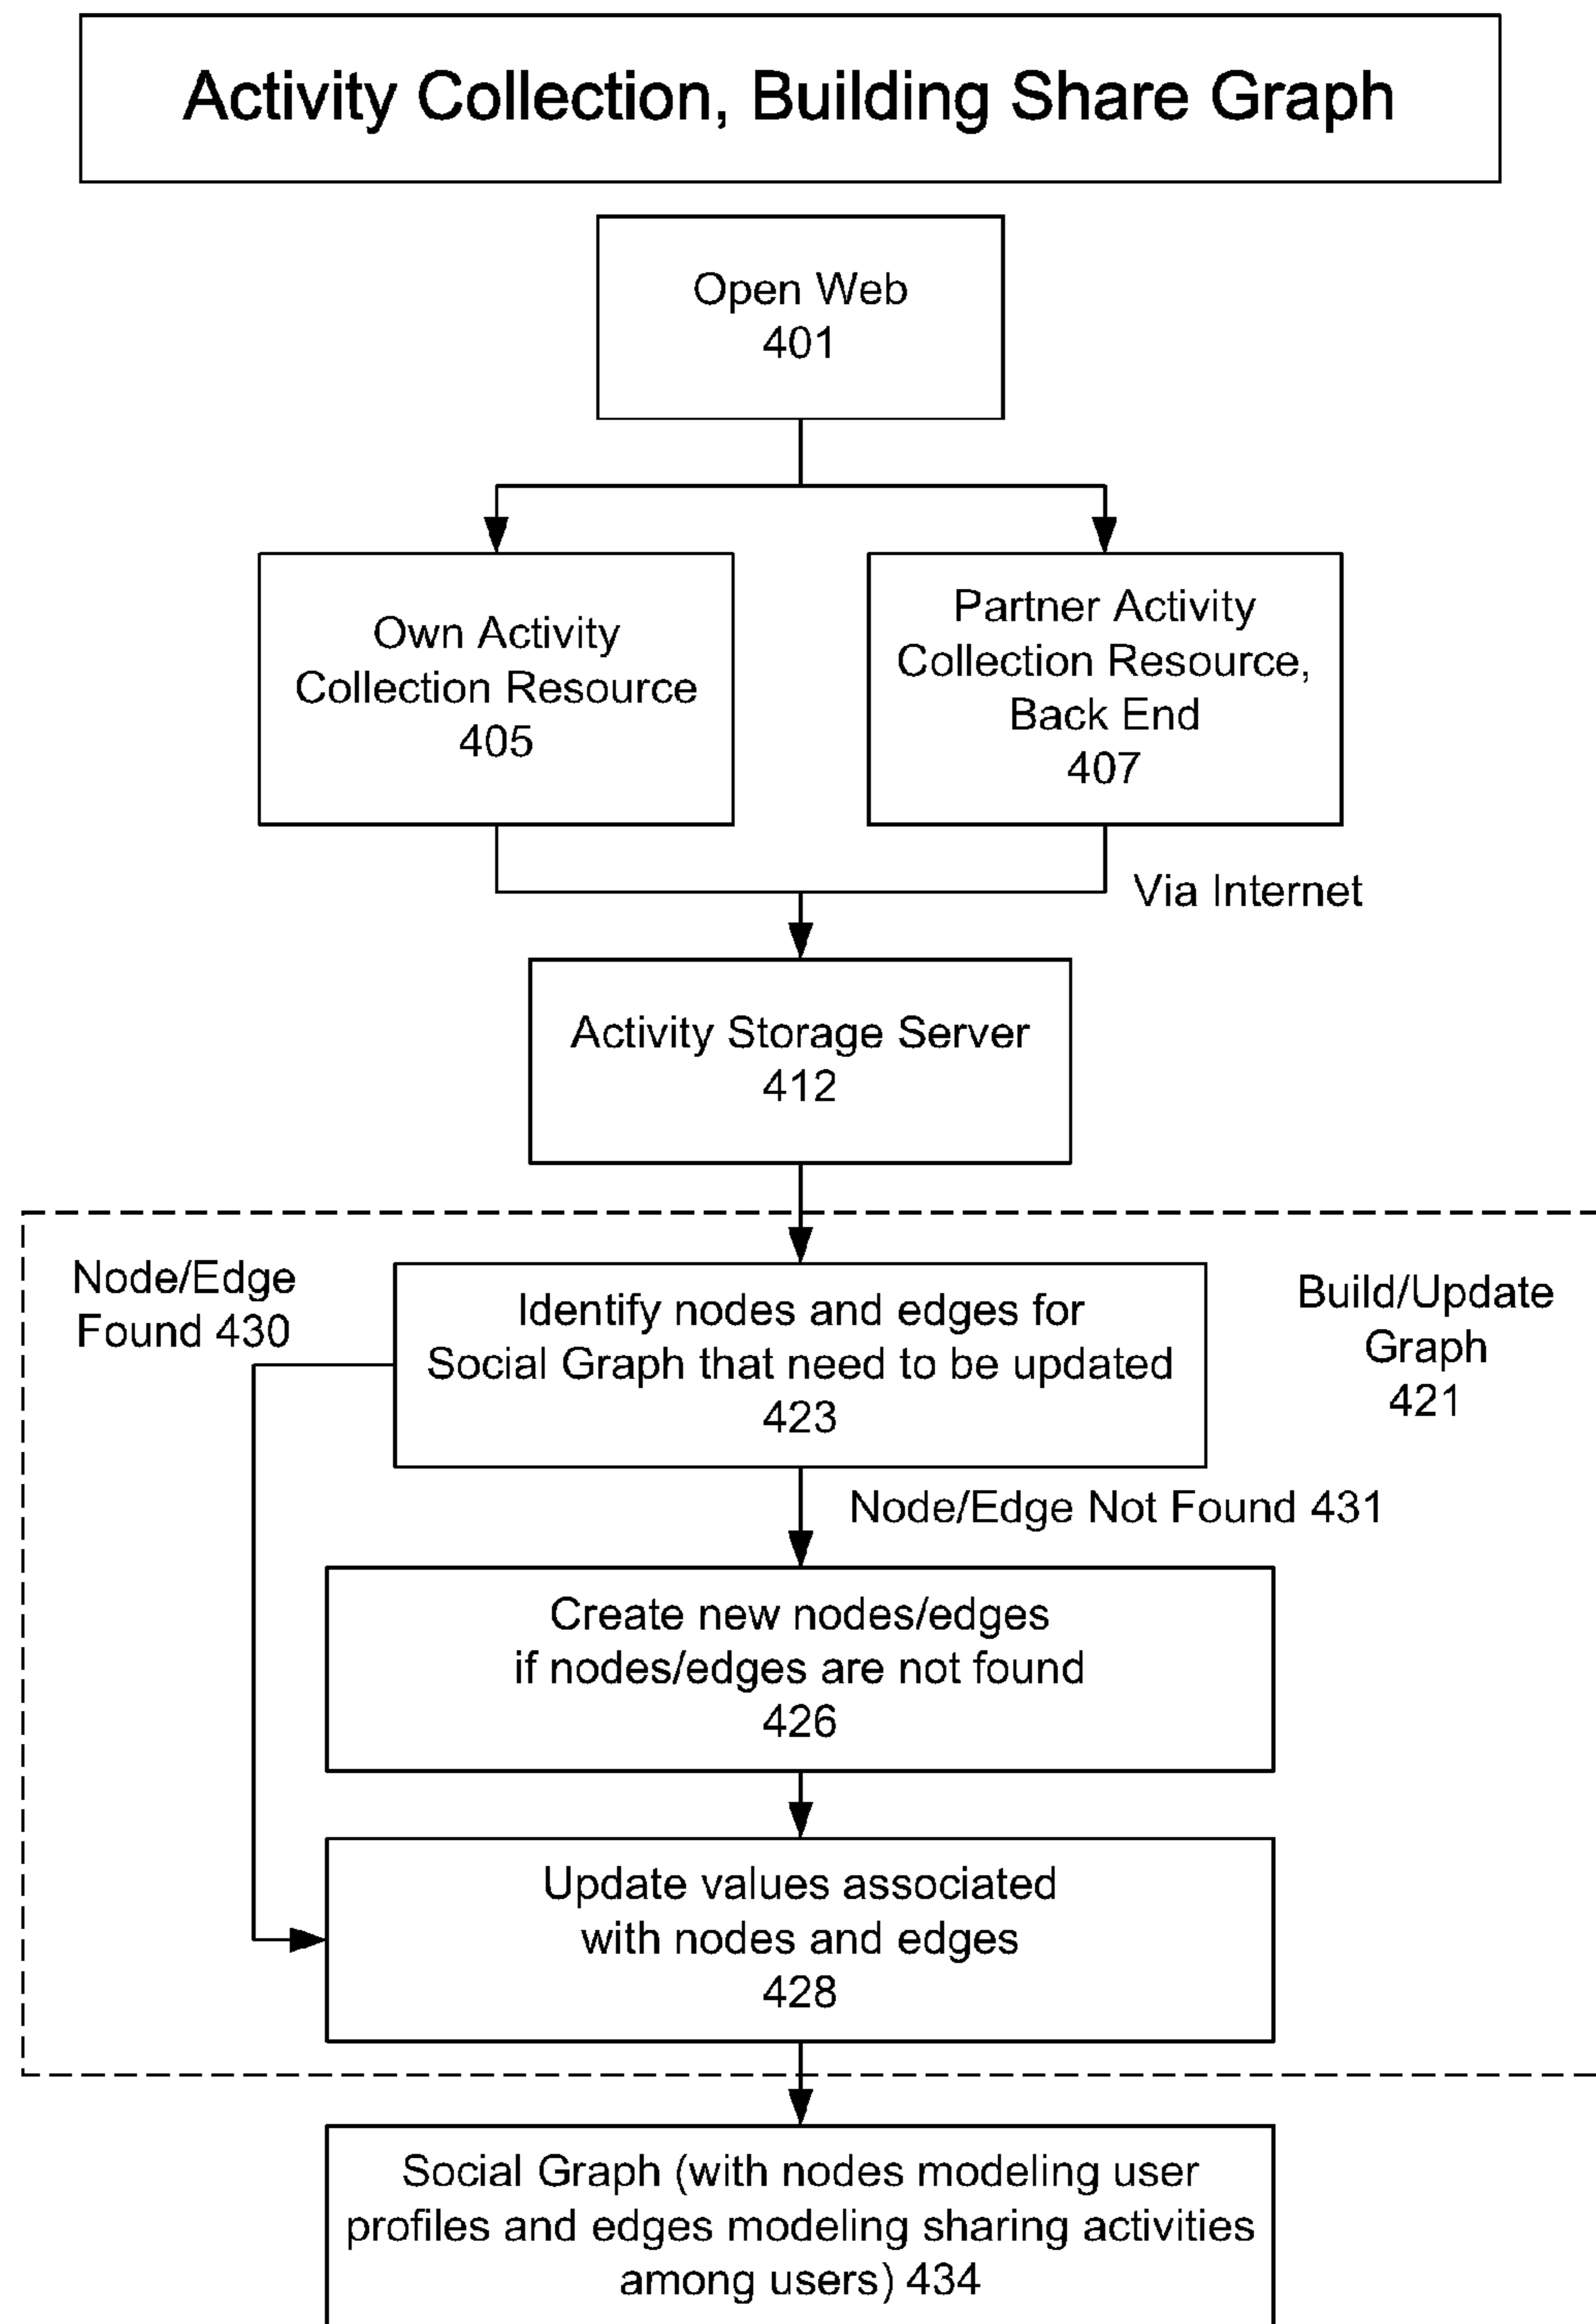 Activity Collection, Building Share Graph
Open Web
401
Own Activity
Collection Resource
405
Partner Activity
Collection Resource,
Back End
407
Via Internet
Activity Storage Server
412
Node/Edge
Found 430
Identify nodes and edges for
Social Graph that need to be updated
423
Build/Update
Graph
421
Node/Edge Not Found 431
Create new nodes/edges
if nodes/edges are not found
426
Update values associated
with nodes and edges
428
Social Graph (with nodes modeling user
profiles and edges modeling sharing activities
among users) 434